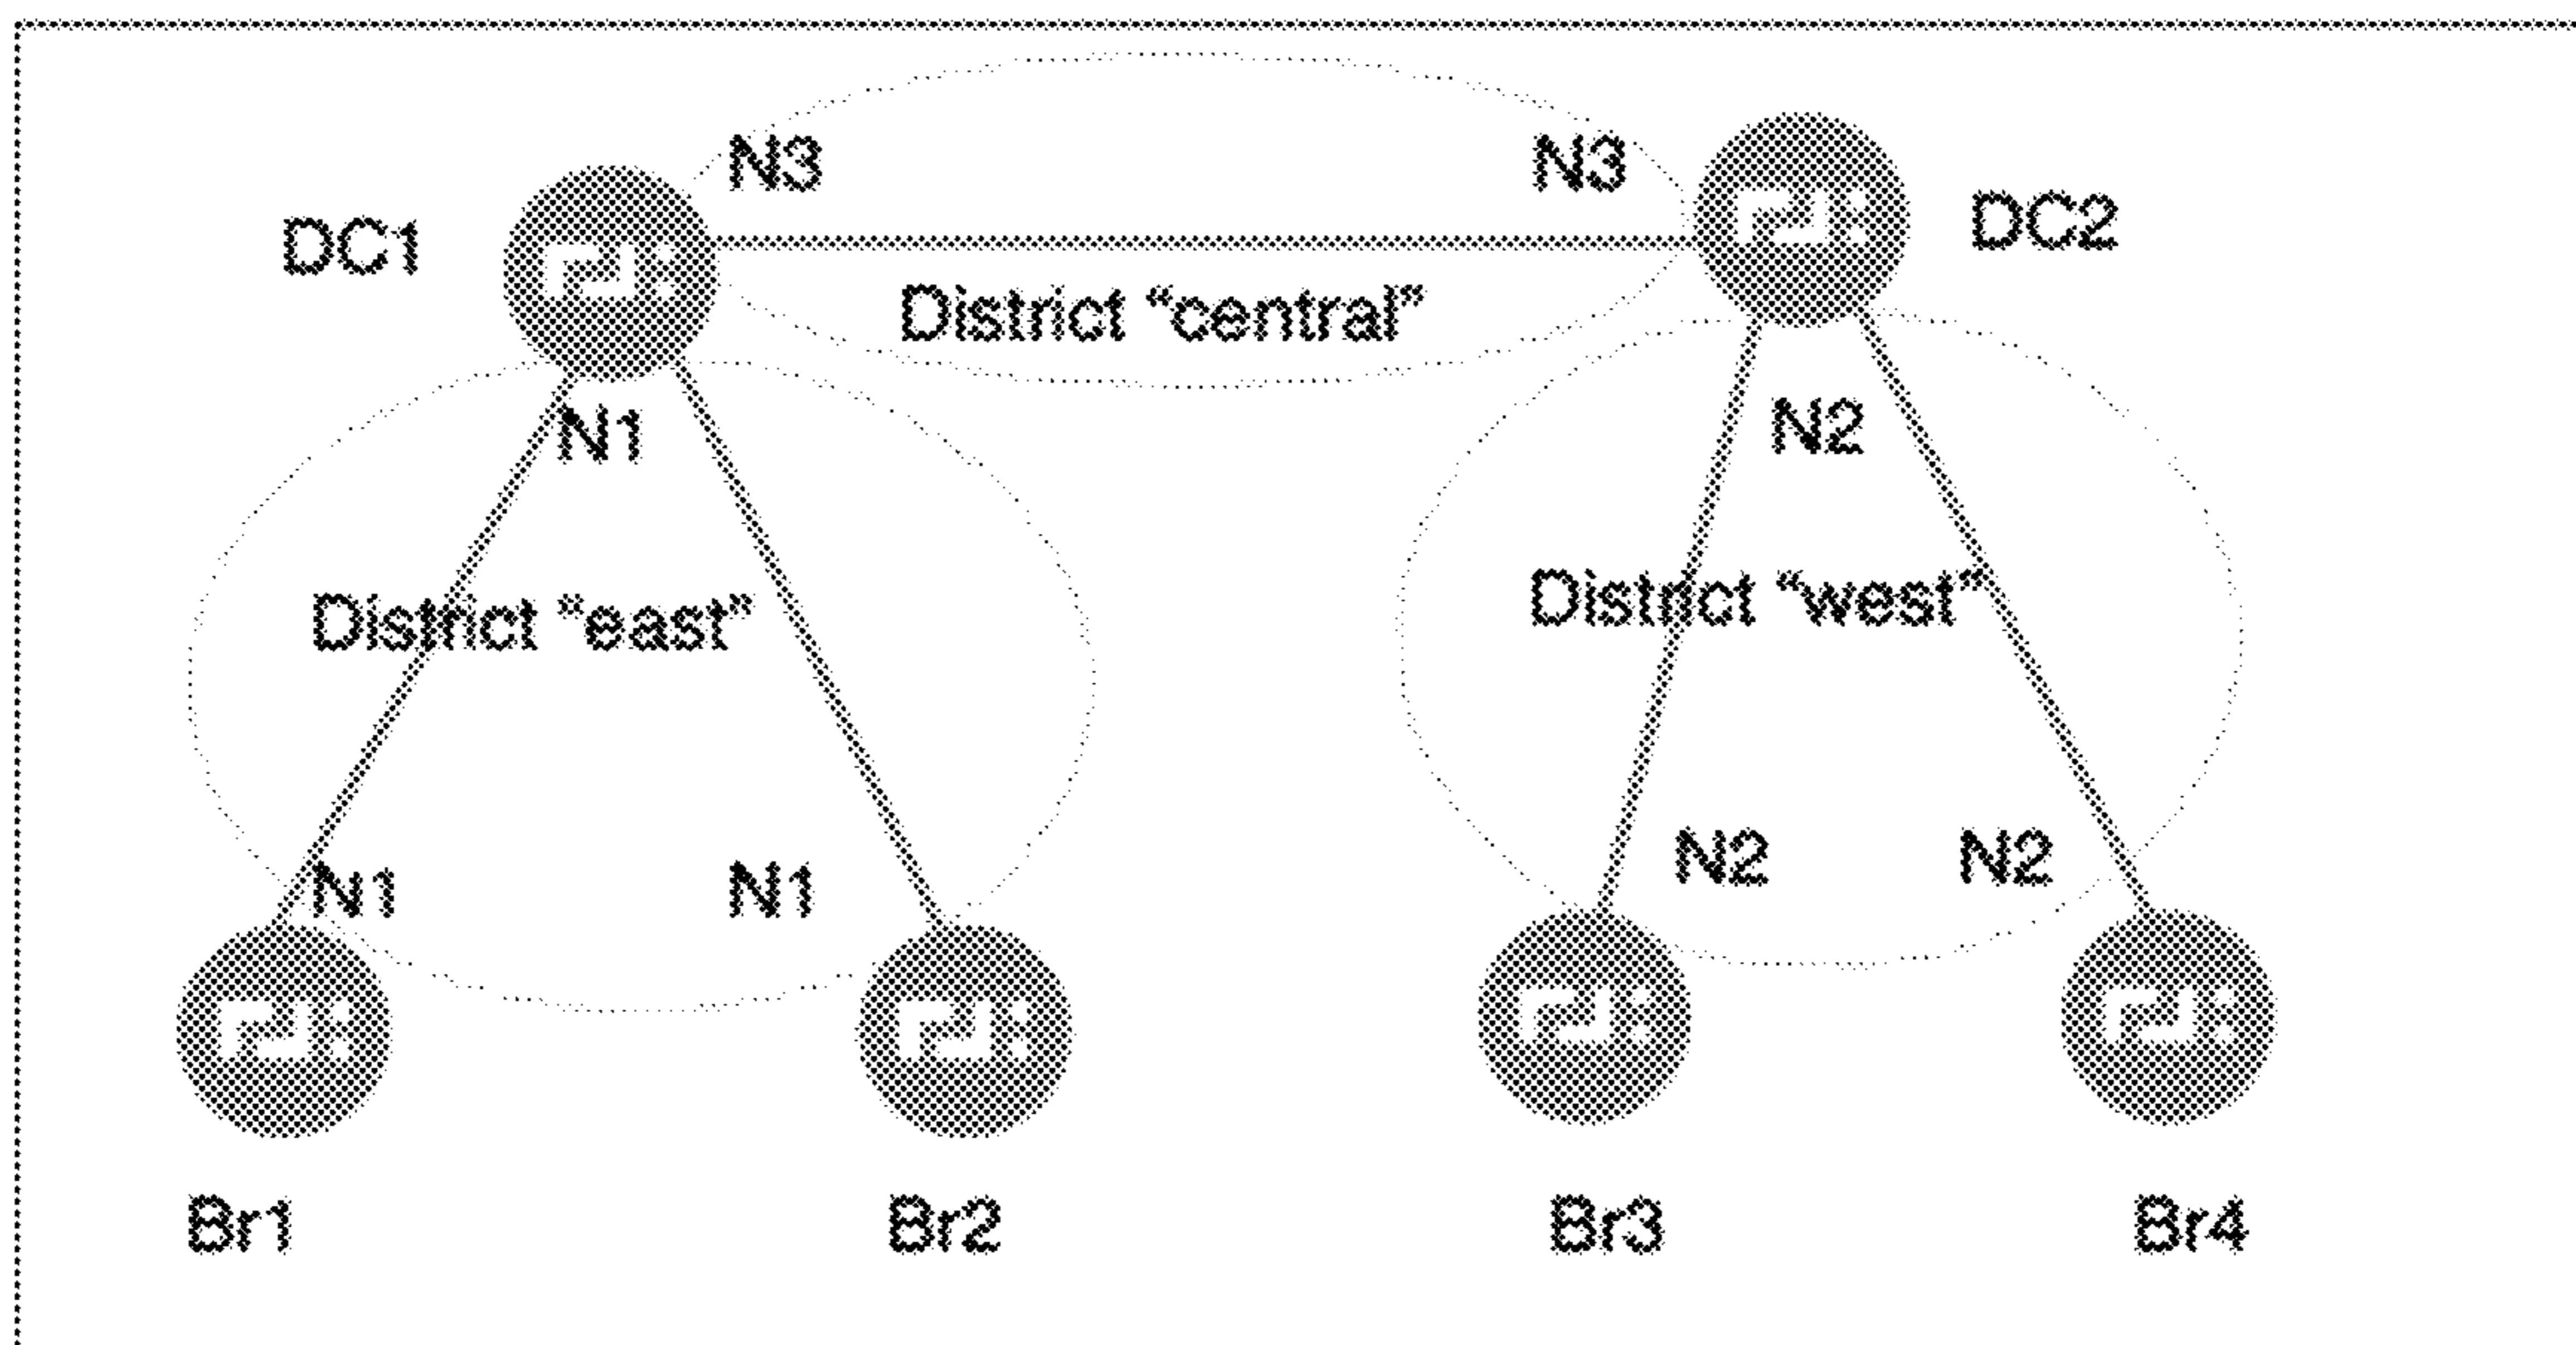 N3
N3
DC1
DC2
District “central”
N1
N2
District “east”
District “west”
N1
N1
N2
N2
Br1
Br2
Br3
Br4